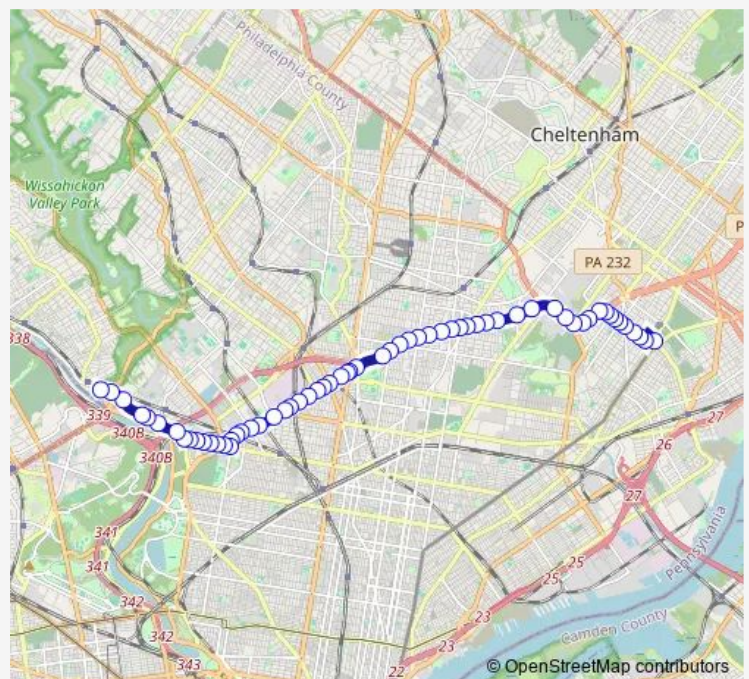 Philadelphia County
Cheltenham
Wissahickon
Valley Park
PA 232
P
338
339
340B
340B
27
26
27
341
341
25
25
342
342
23
23
343
22
Pennsylvania
Camden County
© OpenStreetMap contributors